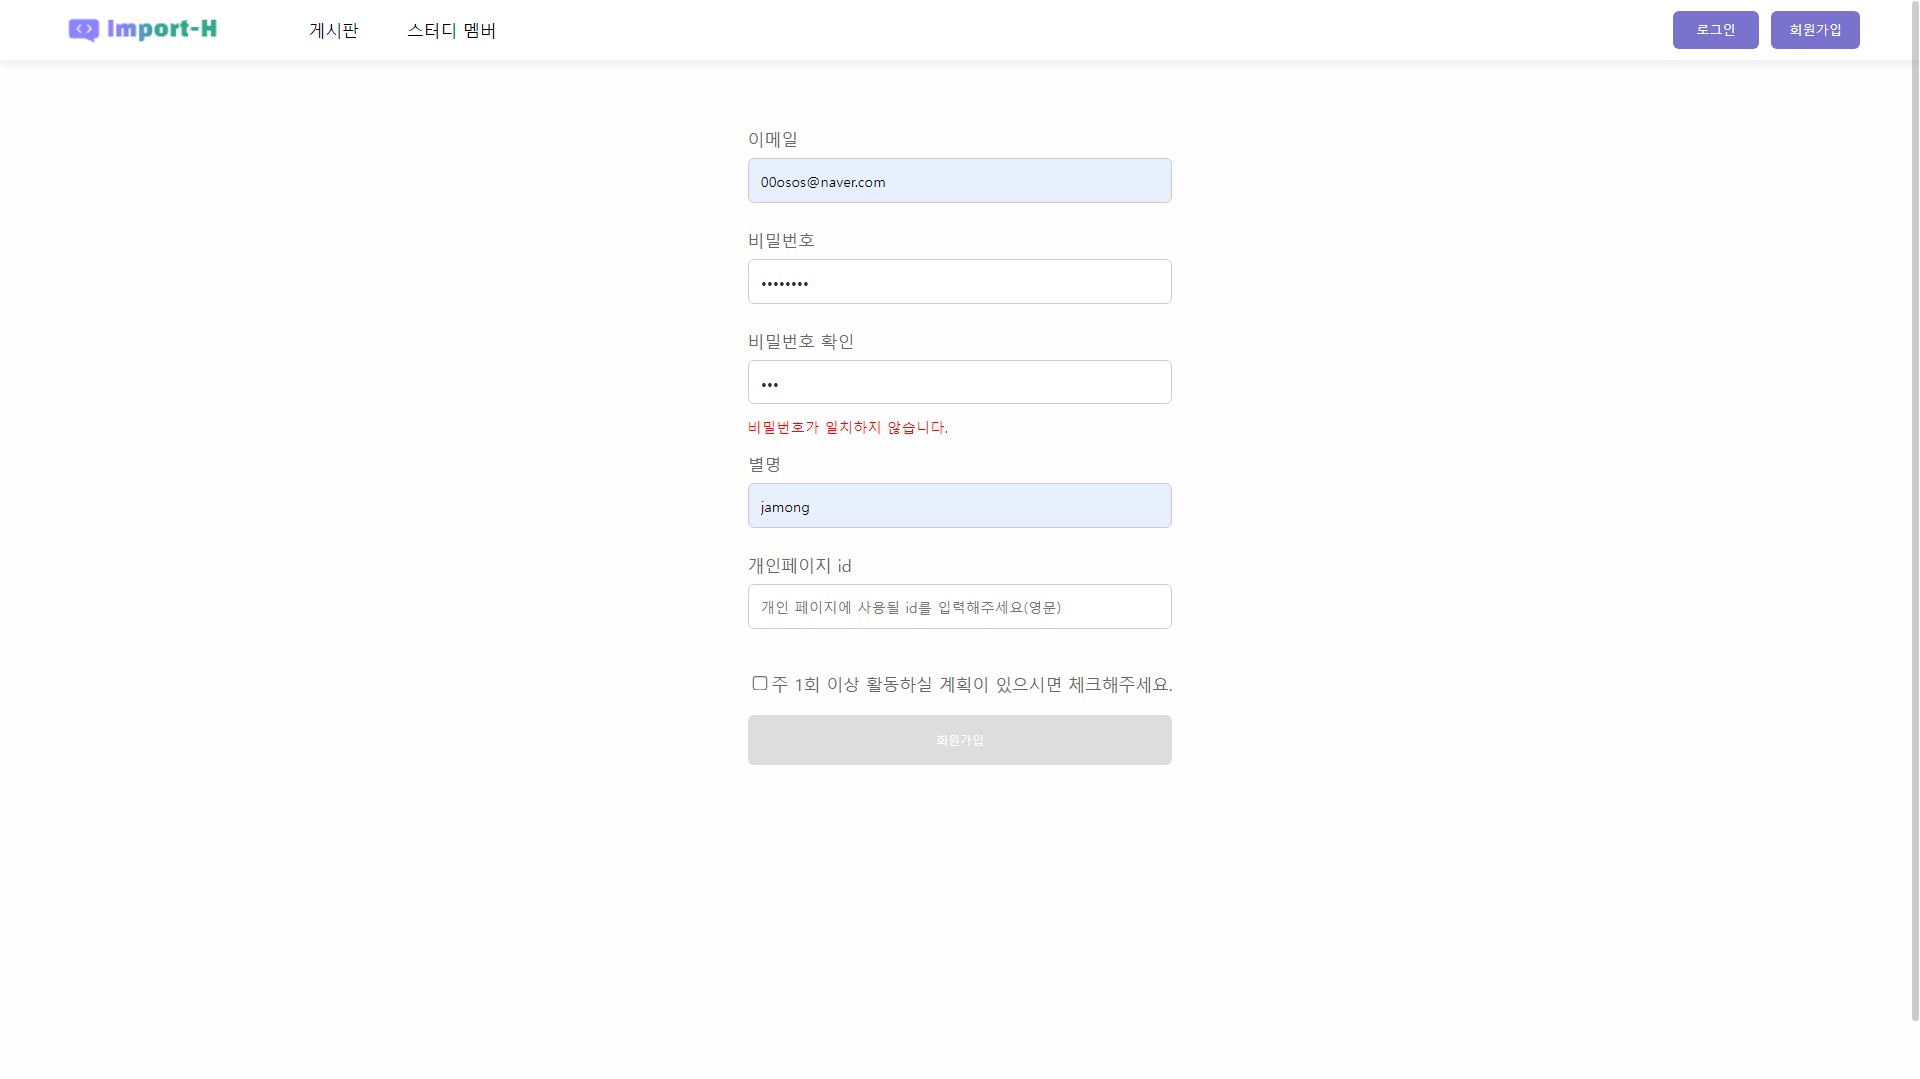 Import-H
게시판
스터디 멤버
로그인
회원가입
이메일
00osos@naver.com
비밀번호
••••••••
비밀번호 확인
•••
비밀번호가 일치하지 않습니다.
별명
jamong
개인페이지 id
개인 페이지에 사용될 id를 입력해주세요(영문)
주 1회 이상 활동하실 계획이 있으시면 체크해주세요.
회원가입